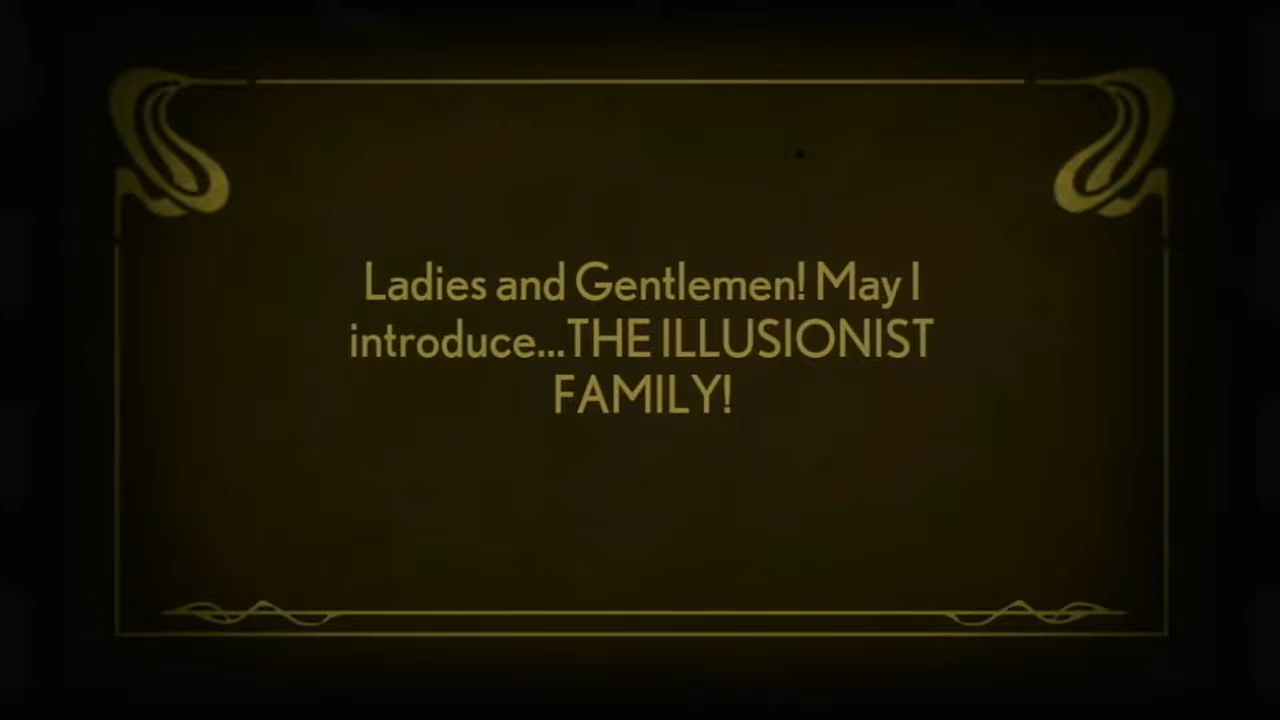 Ladies and Gentlemen! May I
introduce...THE ILLUSIONIST
FAMILY!